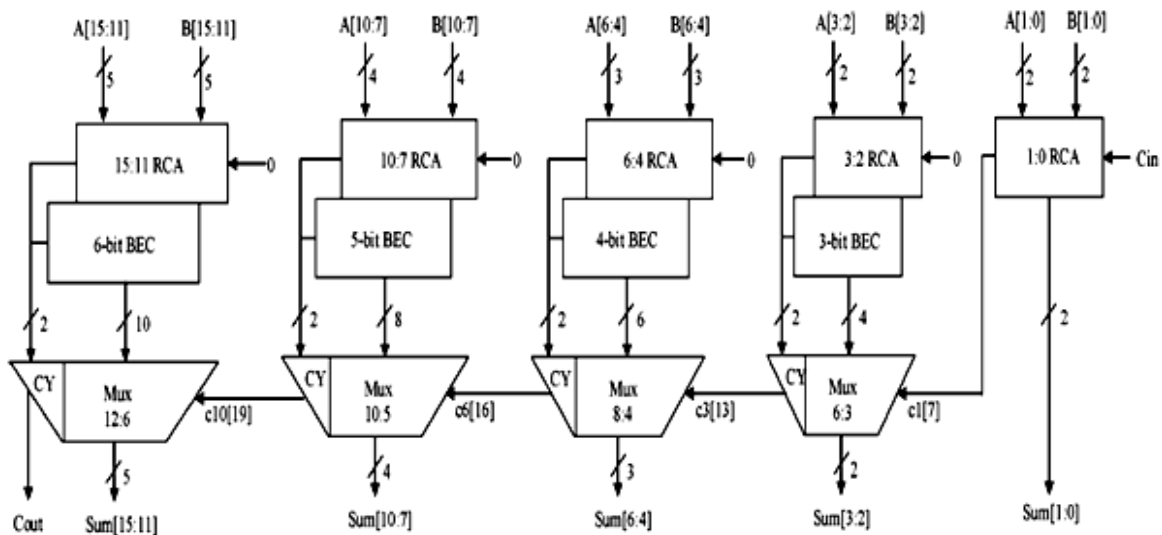 A[15:11] B[15:11] A[10:7] B[10:7] A[6:4] B[6:4] A[3:2] B[3:2] A[1:0] B[1:0]
5 5 4 4 3 3 2 2 2 2
15:11 RCA 0 10:7 RCA 0 6:4 RCA 0 3:2 RCA 0 1:0 RCA Cin
6-bit BEC 5-bit BEC 4-bit BEC 3-bit BEC
2 10 2 8 2 6 2 4 2
CY Mux CY Mux CY Mux CY Mux
12:6 c10[19] 10:5 c6[16] 8:4 c3[13] 6:3 c1[7]
5 4 3 2
Cout Sum[15:11] Sum[10:7] Sum[6:4] Sum[3:2] Sum[1:0]